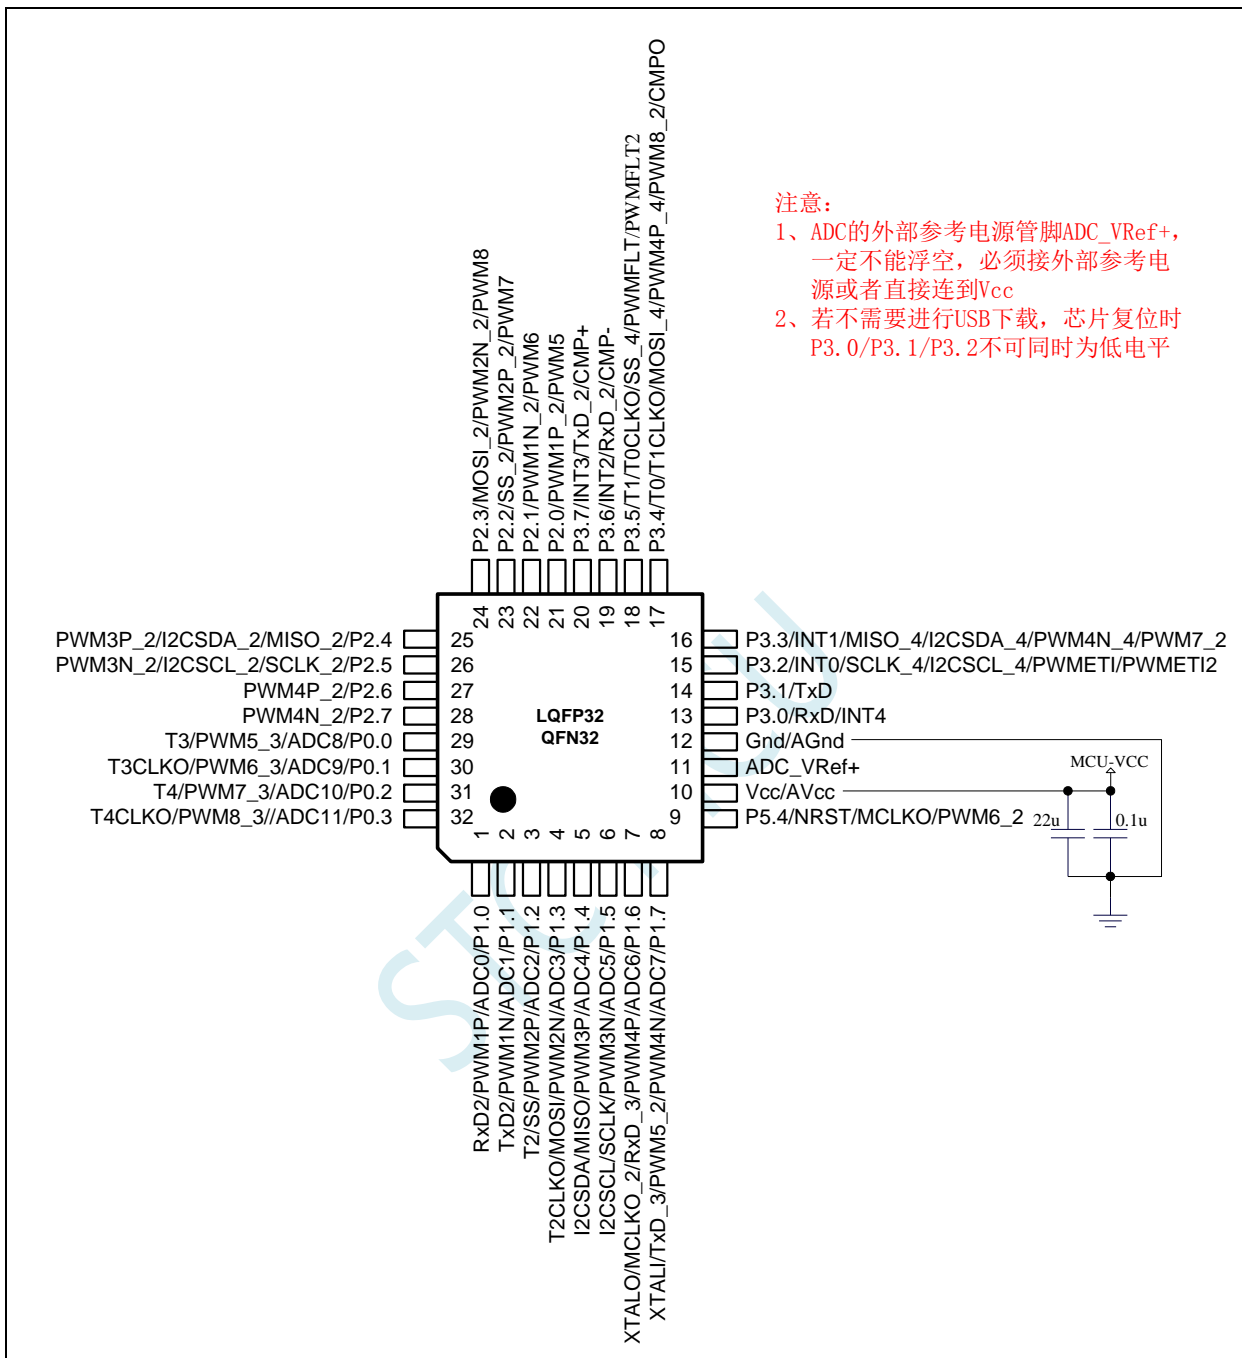 注意：
1、ADC的外部参考电源管脚ADC_VRef+，
一定不能浮空，必须接外部参考电
源或者直接连到Vcc
2、若不需要进行USB下载，芯片复位时
P3.0/P3.1/P3.2不可同时为低电平
P2.3/MOSI_2/PWM2N_2/PWM8
P2.2/SS_2/PWM2P_2/PWM7
P2.1/PWM1N_2/PWM6
P2.0/PWM1P_2/PWM5
P3.7/INT3/TxD_2/CMP+
P3.6/INT2/RxD_2/CMP-
P3.5/T1/T0CLKO/SS_4/PWMFLT/PWMFLT2
P3.4/T0/T1CLKO/MOSI_4/PWM4P_4/PWM8_2/CMPO
24
23
22
21
20
19
18
17
PWM3P_2/I2CSDA_2/MISO_2/P2.4
25
PWM3N_2/I2CSCL_2/SCLK_2/P2.5
26
PWM4P_2/P2.6
27
PWM4N_2/P2.7
28
T3/PWM5_3/ADC8/P0.0
29
T3CLKO/PWM6_3/ADC9/P0.1
30
T4/PWM7_3/ADC10/P0.2
31
T4CLKO/PWM8_3//ADC11/P0.3
32
LQFP32
QFN32
16
P3.3/INT1/MISO_4/I2CSDA_4/PWM4N_4/PWM7_2
15
P3.2/INT0/SCLK_4/I2CSCL_4/PWMETI/PWMETI2
14
P3.1/TxD
13
P3.0/RxD/INT4
12
Gnd/AGnd
11
ADC_VRef+
10
Vcc/AVcc
9
P5.4/NRST/MCLKO/PWM6_2
MCU-VCC
22u
0.1u
1
2
3
4
5
6
7
8
RxD2/PWM1P/ADC0/P1.0
TxD2/PWM1N/ADC1/P1.1
T2/SS/PWM2P/ADC2/P1.2
T2CLKO/MOSI/PWM2N/ADC3/P1.3
I2CSDA/MISO/PWM3P/ADC4/P1.4
I2CSCL/SCLK/PWM3N/ADC5/P1.5
XTALO/MCLKO_2/RxD_3/PWM4P/ADC6/P1.6
XTALI/TxD_3/PWM5_2/PWM4N/ADC7/P1.7